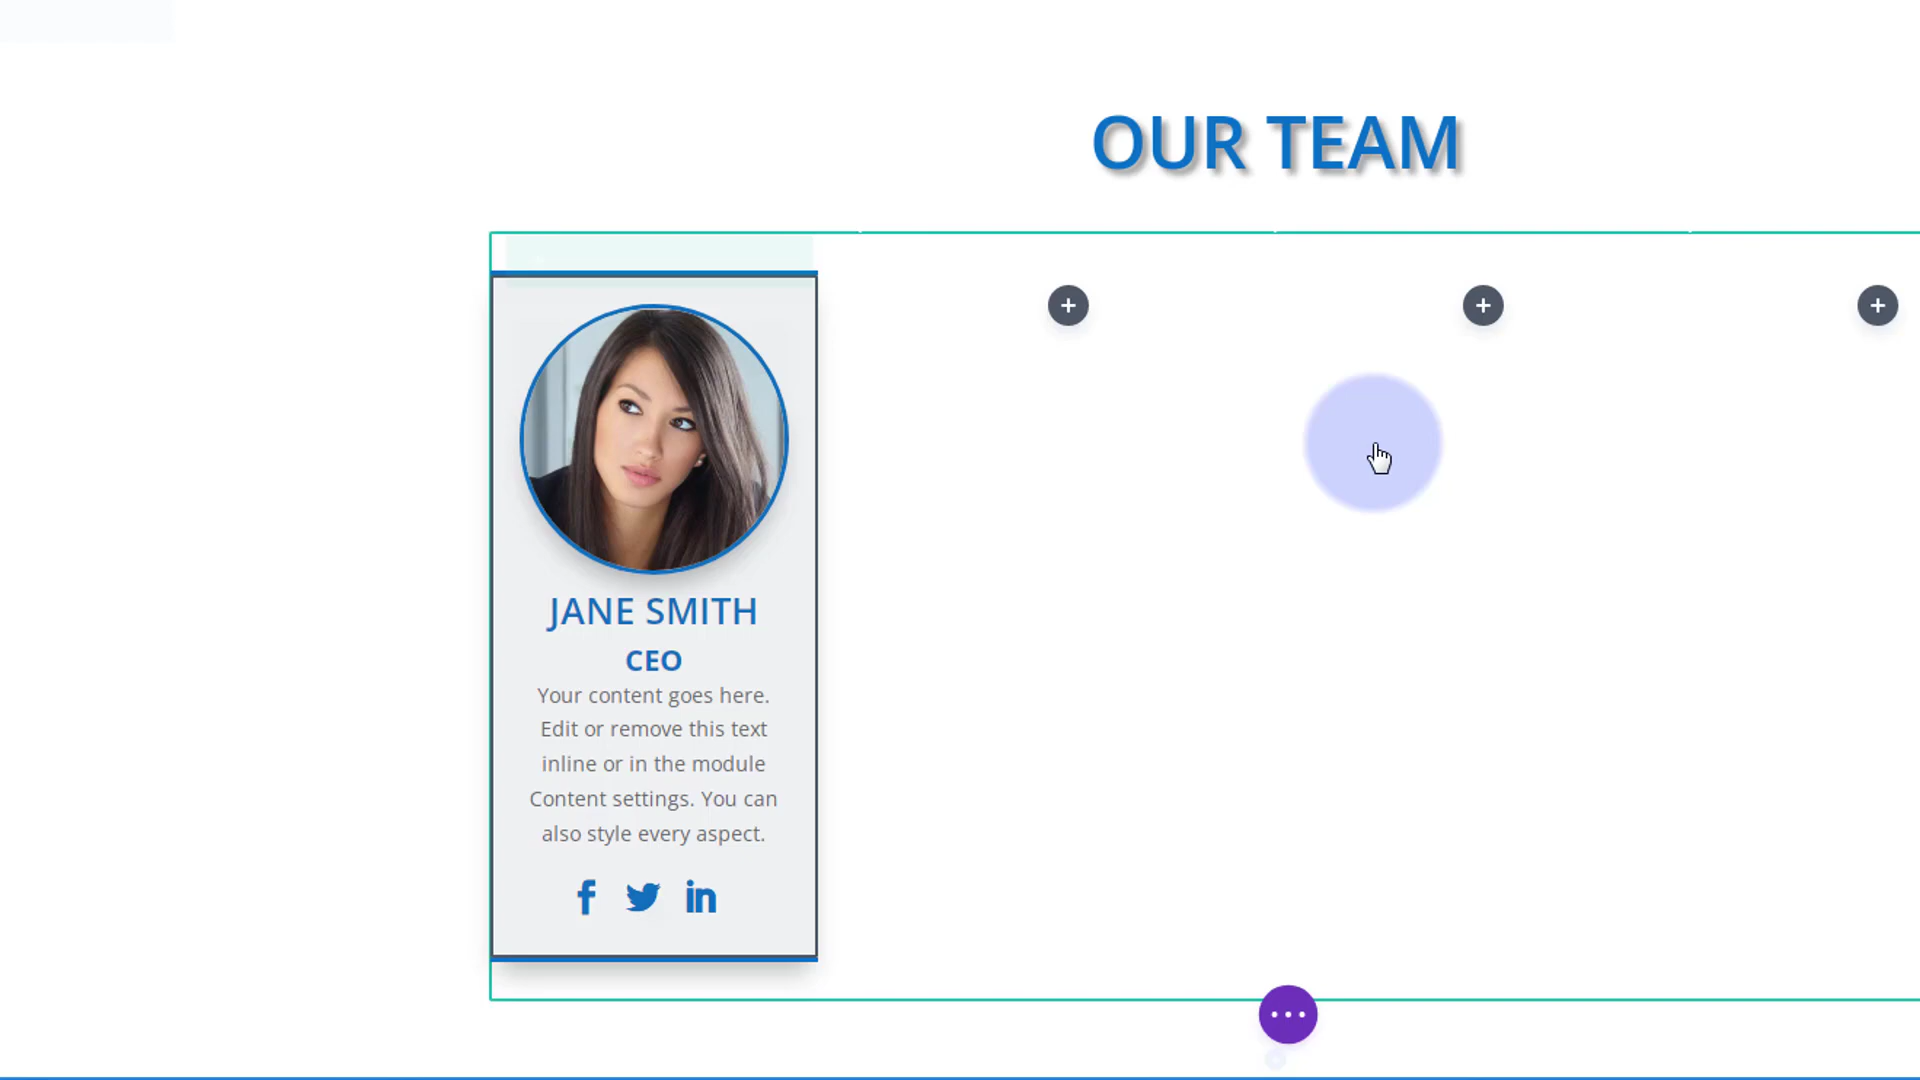 OUR TEAM
JANE SMITH
CEO
Your content goes here.
Edit or remove this text
inline or in the module
Content settings. You can
also style every aspect.